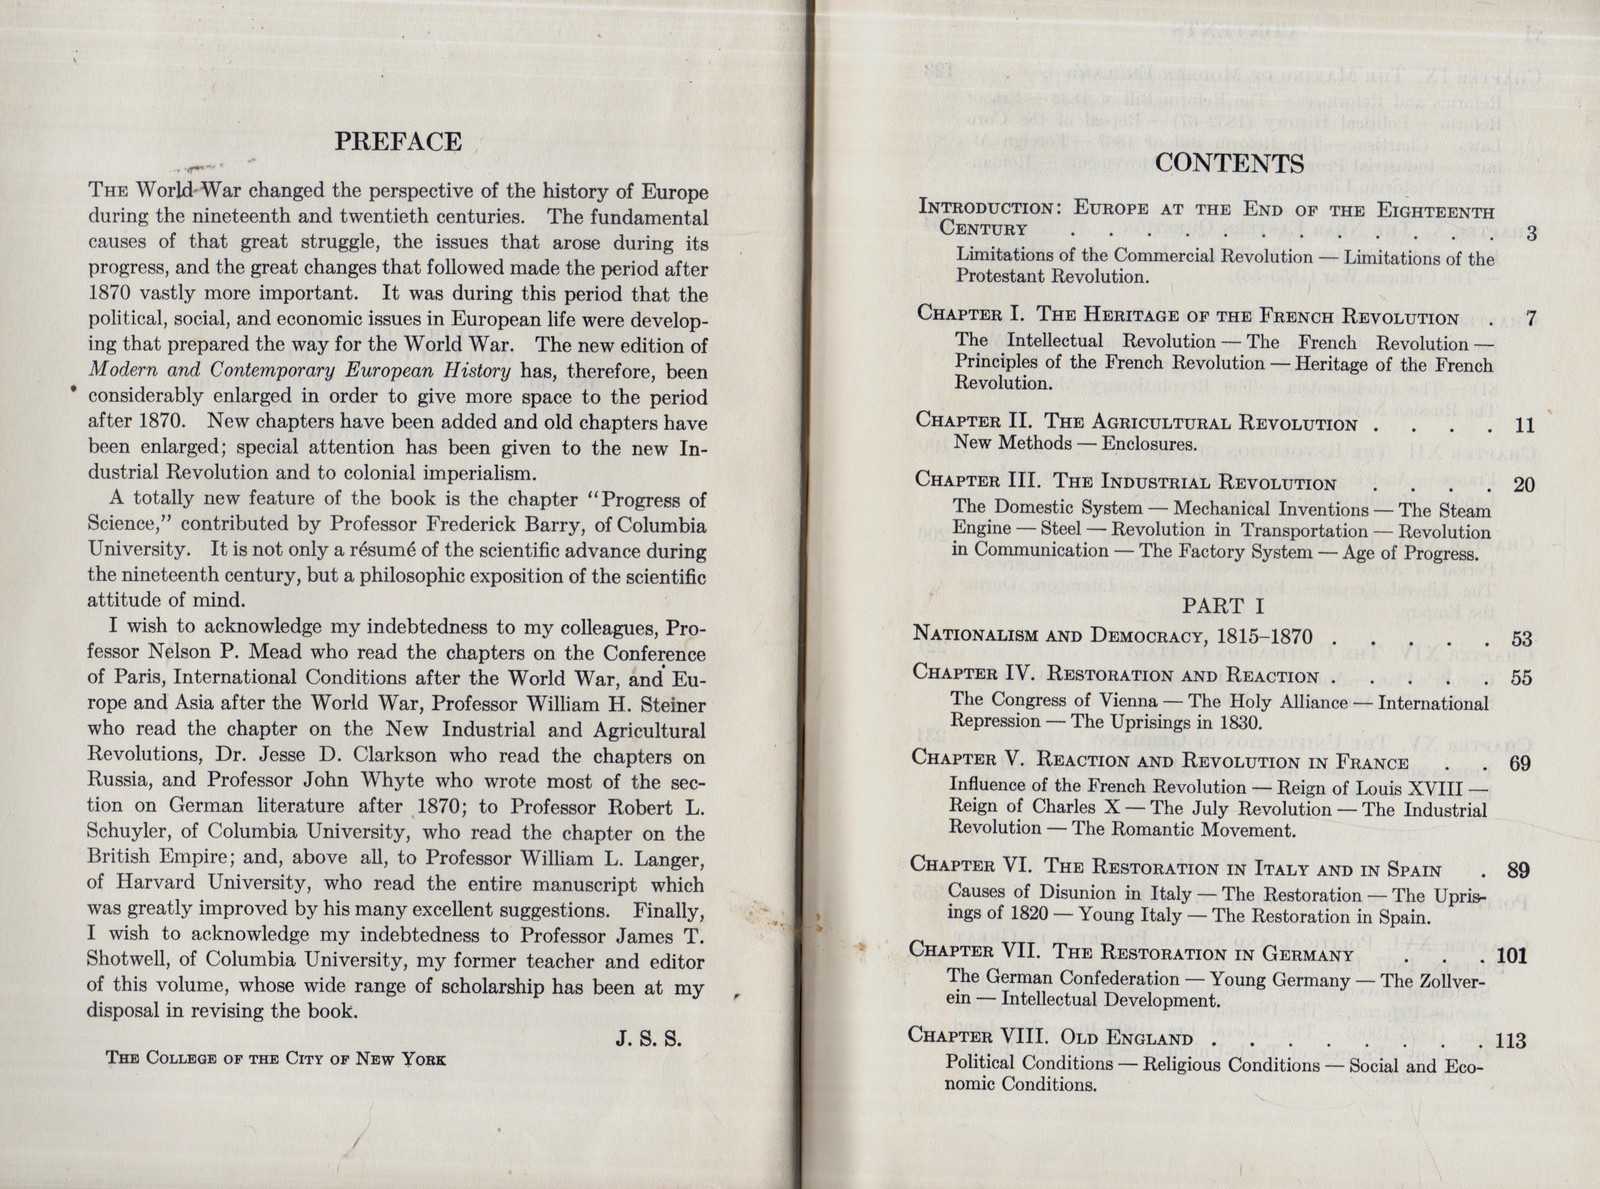 PREFACE
THE World War changed the perspective of the history of Europe
during the nineteenth and twentieth centuries. The fundamental
causes of that great struggle, the issues that arose during its
progress, and the great changes that followed made the period after
1870 vastly more important. It was during this period that the
political, social, and economic issues in European life were develop-
ing that prepared the way for the World War. The new edition of
Modern and Contemporary European History has, therefore, been
considerably enlarged in order to give more space to the period
after 1870. New chapters have been added and old chapters have
been enlarged; special attention has been given to the new In-
dustrial Revolution and to colonial imperialism.
A totally new feature of the book is the chapter "Progress of
Science," contributed by Professor Frederick Barry, of Columbia
University. It is not only a résumé of the scientific advance during
the nineteenth century, but a philosophic exposition of the scientific
attitude of mind.
I wish to acknowledge my indebtedness to my colleagues, Pro-
fessor Nelson P. Mead who read the chapters on the Conference
of Paris, International Conditions after the World War, and Eu-
rope and Asia after the World War, Professor William H. Steiner
who read the chapter on the New Industrial and Agricultural
Revolutions, Dr. Jesse D. Clarkson who read the chapters on
Russia, and Professor John Whyte who wrote most of the sec-
tion on German literature after 1870; to Professor Robert L.
Schuyler, of Columbia University, who read the chapter on the
British Empire; and, above all, to Professor William L. Langer,
of Harvard University, who read the entire manuscript which
was greatly improved by his many excellent suggestions. Finally,
I wish to acknowledge my indebtedness to Professor James T.
Shotwell, of Columbia University, my former teacher and editor
of this volume, whose wide range of scholarship has been at my
disposal in revising the book.
J. S. S.
THE COLLEGE OF THE CITY OF NEW YORK
CONTENTS
INTRODUCTION: EUROPE AT THE END OF THE EIGHTEENTH
CENTURY . . . . . . . . . . . . 3
Limitations of the Commercial Revolution — Limitations of the
Protestant Revolution.
CHAPTER I. THE HERITAGE OF THE FRENCH REVOLUTION . 7
The Intellectual Revolution — The French Revolution —
Principles of the French Revolution — Heritage of the French
Revolution.
CHAPTER II. THE AGRICULTURAL REVOLUTION . . . . 11
New Methods — Enclosures.
CHAPTER III. THE INDUSTRIAL REVOLUTION . . . . 20
The Domestic System — Mechanical Inventions — The Steam
Engine — Steel — Revolution in Transportation — Revolution
in Communication — The Factory System — Age of Progress.
PART I
NATIONALISM AND DEMOCRACY, 1815–1870 . . . . . 53
CHAPTER IV. RESTORATION AND REACTION . . . . . 55
The Congress of Vienna — The Holy Alliance — International
Repression — The Uprisings in 1830.
CHAPTER V. REACTION AND REVOLUTION IN FRANCE . . 69
Influence of the French Revolution — Reign of Louis XVIII —
Reign of Charles X — The July Revolution — The Industrial
Revolution — The Romantic Movement.
CHAPTER VI. THE RESTORATION IN ITALY AND IN SPAIN . 89
Causes of Disunion in Italy — The Restoration — The Upris-
ings of 1820 — Young Italy — The Restoration in Spain.
CHAPTER VII. THE RESTORATION IN GERMANY . . . 101
The German Confederation — Young Germany — The Zollver-
ein — Intellectual Development.
CHAPTER VIII. OLD ENGLAND . . . . . . . . 113
Political Conditions — Religious Conditions — Social and Eco-
nomic Conditions.